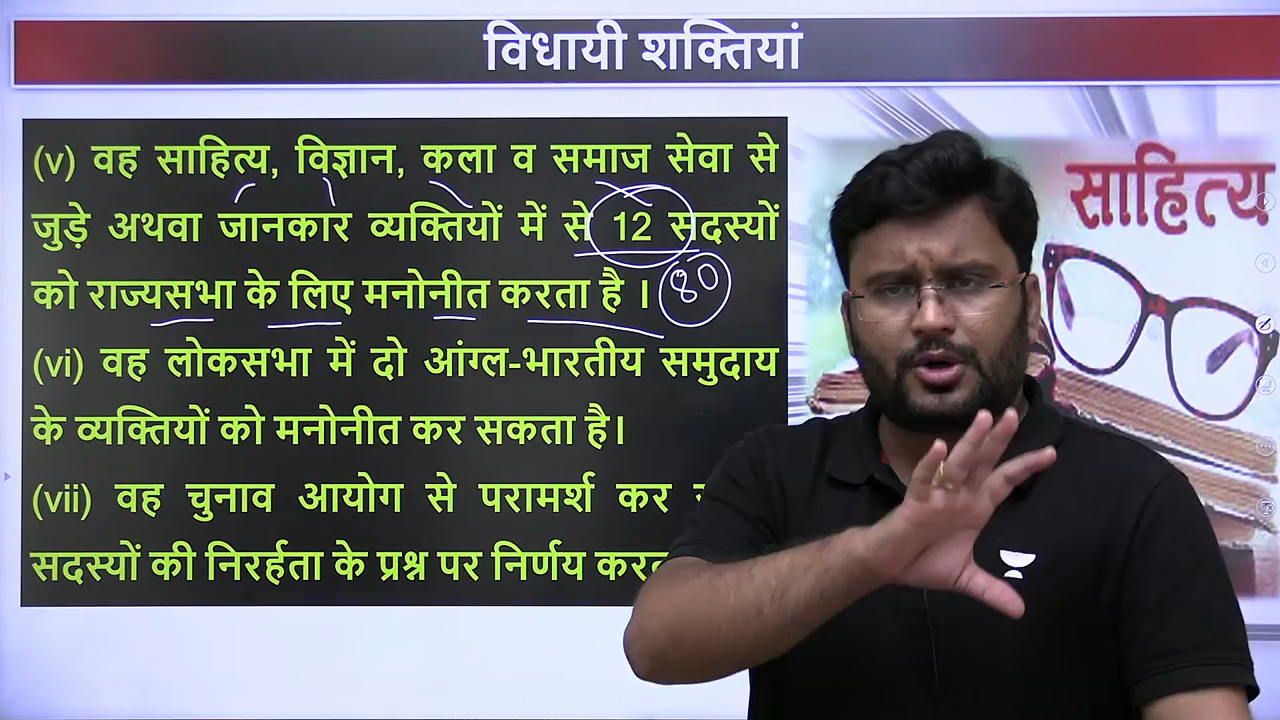 विधायी शक्तियां
(v) वह साहित्य, विज्ञान, कला व समाज सेवा से
जुड़े अथवा जानकार व्यक्तियों में से 12 सदस्यों
को राज्यसभा के लिए मनोनीत करता है ।
80
(vi) वह लोकसभा में दो आंग्ल-भारतीय समुदाय
के व्यक्तियों को मनोनीत कर सकता है।
(vii) वह चुनाव आयोग से परामर्श कर
सदस्यों की निरर्हता के प्रश्न पर निर्णय
साहित्य